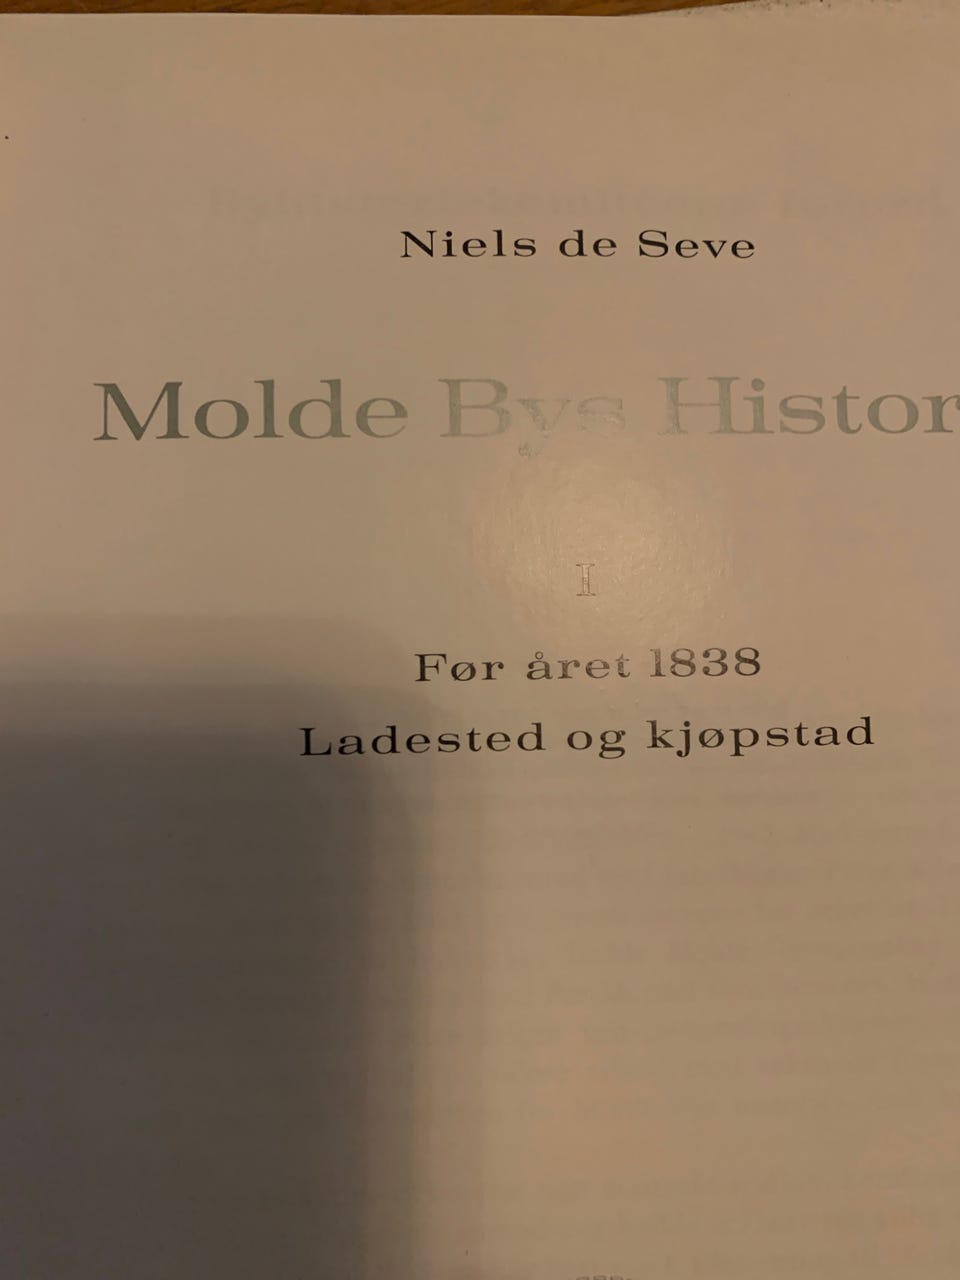 Niels de Seve
Molde Bys Histor
I
Før året 1838
Ladested og kjøpstad